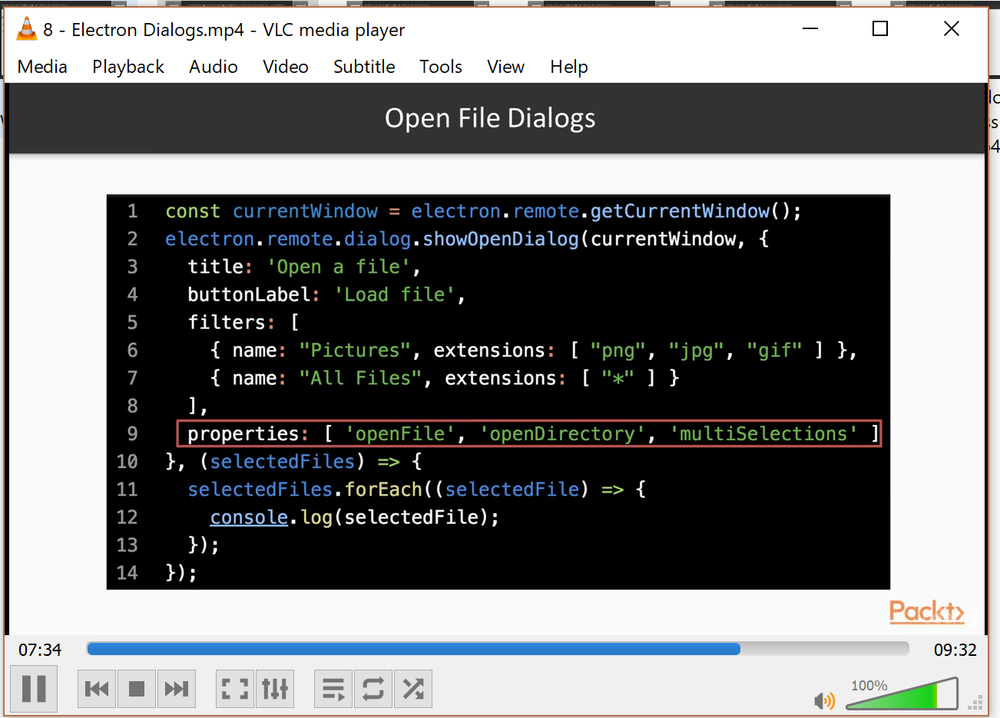 8 - Electron Dialogs.mp4 - VLC media player
Media Playback Audio Video Subtitle Tools View Help
Open File Dialogs
1 const currentWindow = electron.remote.getCurrentWindow();
2 electron.remote.dialog.showOpenDialog(currentWindow, {
3 title: 'Open a file',
4 buttonLabel: 'Load file',
5 filters: [
6 { name: "Pictures", extensions: [ "png", "jpg", "gif" ] },
7 { name: "All Files", extensions: [ "*" ] }
8 ],
9 properties: [ 'openFile', 'openDirectory', 'multiSelections' ]
10 }, (selectedFiles) => {
11 selectedFiles.forEach((selectedFile) => {
12 console.log(selectedFile);
13 });
14 });
Packt>
07:34 09:32
100%